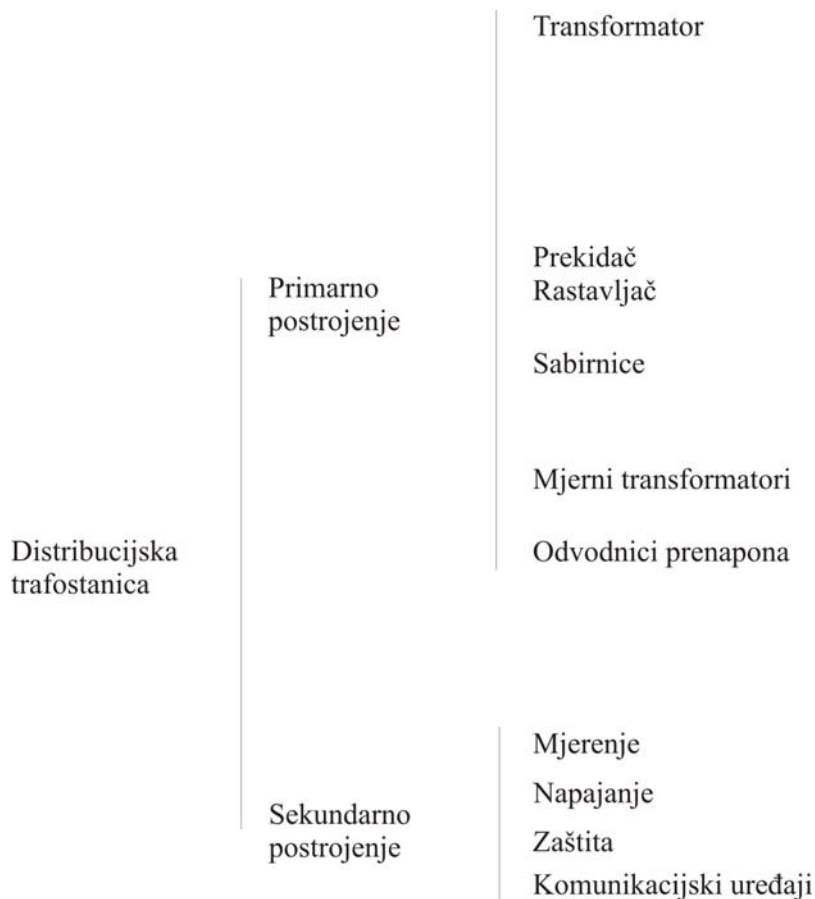 Transformator
Prekidač
Rastavljač
Primarno
postrojenje
Sabirnice
Mjerni transformatori
Distribucijska
trafostanica
Odvodnici prenapona
Mjerenje
Napajanje
Sekundarno
postrojenje
Zaštita
Komunikacijski uređaji